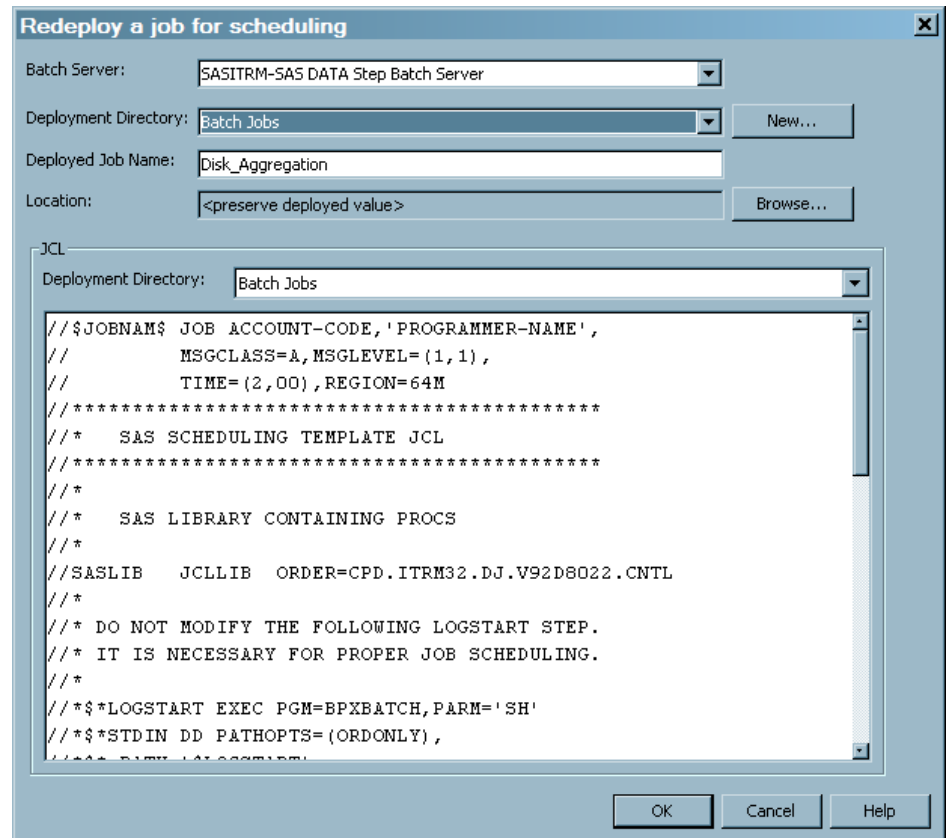 Redeploy a job for scheduling
Batch Server: SASITRM-SAS DATA Step Batch Server
Deployment Directory: Batch Jobs New...
Deployed Job Name: Disk_Aggregation
Location: <preserve deployed value> Browse...
JCL
Deployment Directory: Batch Jobs
//$JOBNAM$ JOB ACCOUNT-CODE,'PROGRAMMER-NAME',
// MSGCLASS=A,MSGLEVEL=(1,1),
// TIME=(2,00),REGION=64M
//********************************************
//* SAS SCHEDULING TEMPLATE JCL
//********************************************
//*
//* SAS LIBRARY CONTAINING PROCS
//*
//SASLIB JCLLIB ORDER=CPD.ITRM32.DJ.V92D8022.CNTL
//*
//* DO NOT MODIFY THE FOLLOWING LOGSTART STEP.
//* IT IS NECESSARY FOR PROPER JOB SCHEDULING.
//*
//*$*LOGSTART EXEC PGM=BPXBATCH,PARM='SH'
//*$*STDIN DD PATHOPTS=(ORDONLY),
OK Cancel Help